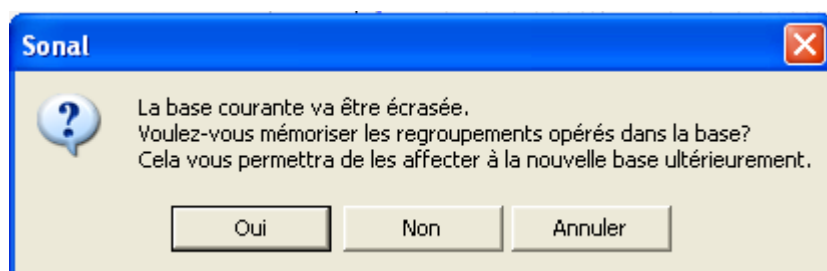 Sonal
La base courante va être écrasée.
Voulez-vous mémoriser les regroupements opérés dans la base?
Cela vous permettra de les affecter à la nouvelle base ultérieurement.
Oui Non Annuler